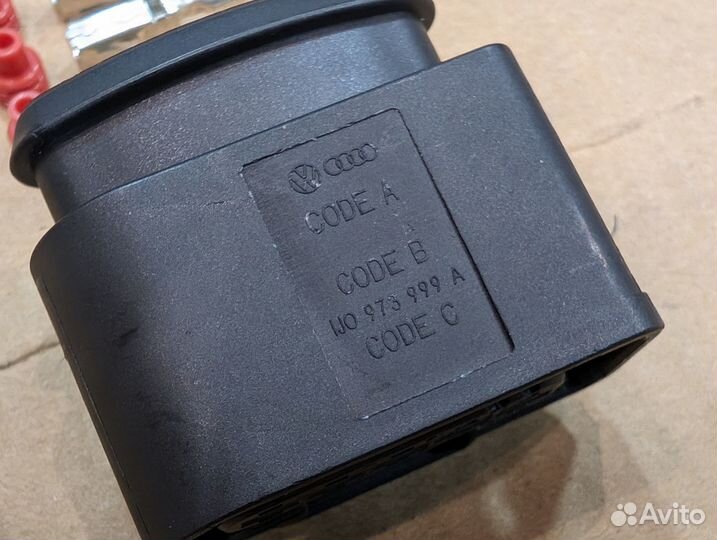 CODE A
CODE B
1J0 973 999 A
CODE C
Avito